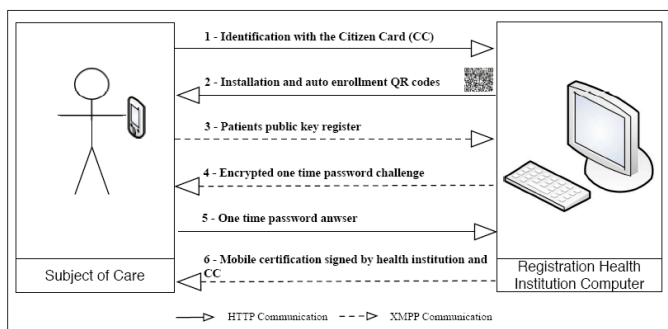 1 - Identification with the Citizen Card (CC)
2 - Installation and auto enrollment QR codes
3 - Patients public key register
4 - Encrypted one time password challenge
5 - One time password anwser
6 - Mobile certification signed by health institution and
CC
Subject of Care
Registration Health
Institution Computer
HTTP Communication
XMPP Communication